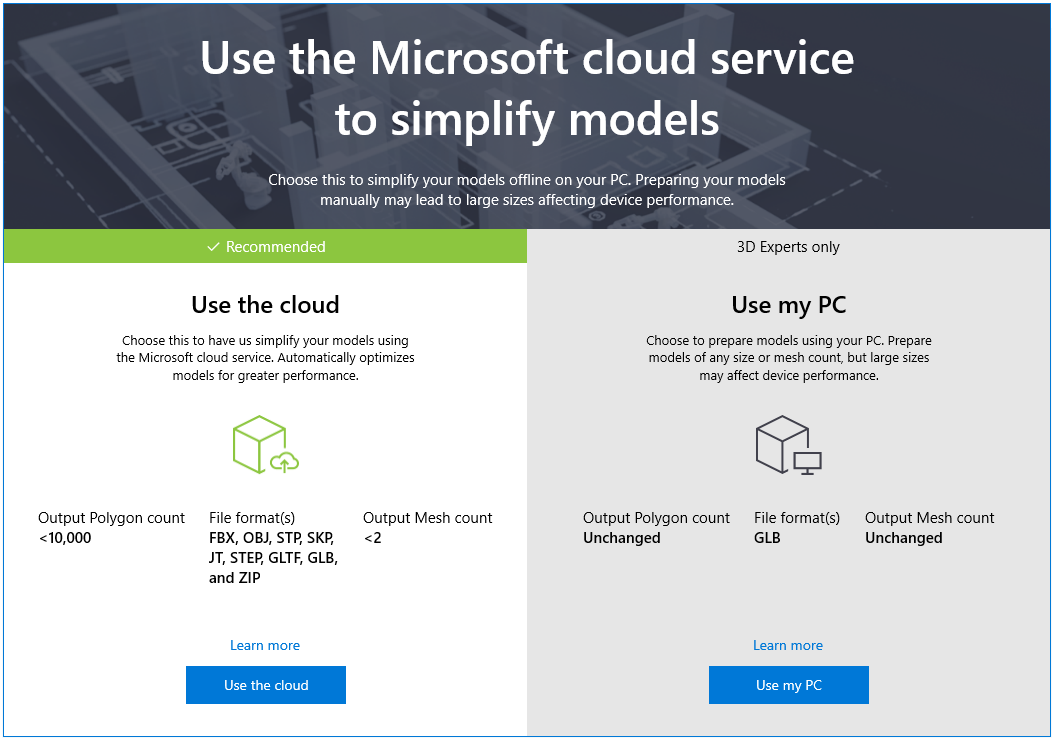 Use the Microsoft cloud service
to simplify models
Choose this to simplify your models offline on your PC. Preparing your models
manually may lead to large sizes affecting device performance.
Recommended
Use the cloud
Choose this to have us simplify your models using
the Microsoft cloud service. Automatically optimizes
models for greater performance.
Output Polygon count
<10,000
File format(s)
FBX, OBJ, STP, SKP,
JT, STEP, GLTF, GLB,
and ZIP
Output Mesh count
<2
Learn more
Use the cloud
3D Experts only
Use my PC
Choose to prepare models using your PC. Prepare
models of any size or mesh count, but large sizes
may affect device performance.
Output Polygon count
Unchanged
File format(s)
GLB
Output Mesh count
Unchanged
Learn more
Use my PC